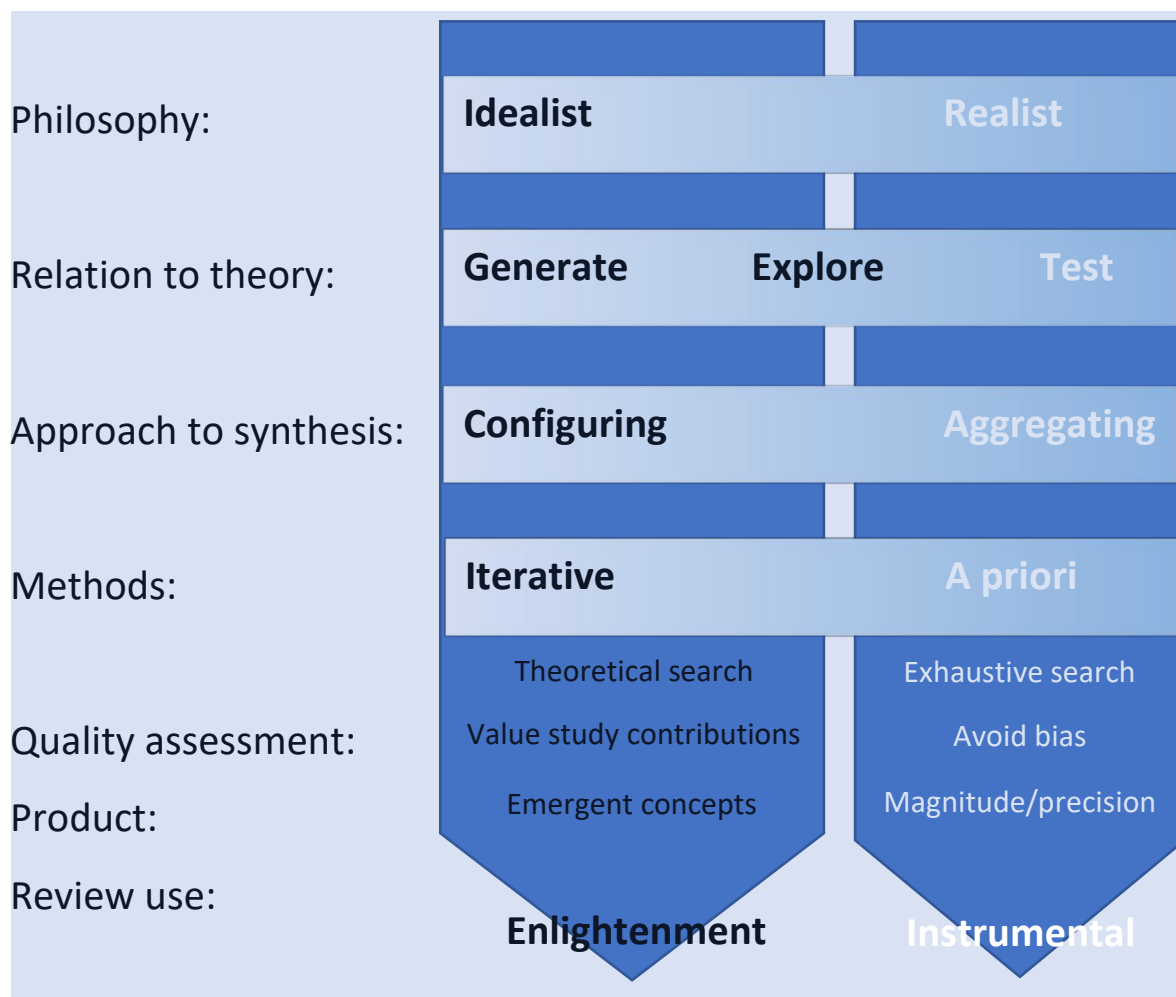 Philosophy: Idealist Realist
Relation to theory: Generate Explore Test
Approach to synthesis: Configuring Aggregating
Methods: Iterative A priori
Theoretical search Exhaustive search
Quality assessment: Value study contributions Avoid bias
Product: Emergent concepts Magnitude/precision
Review use: Enlightenment Instrumental